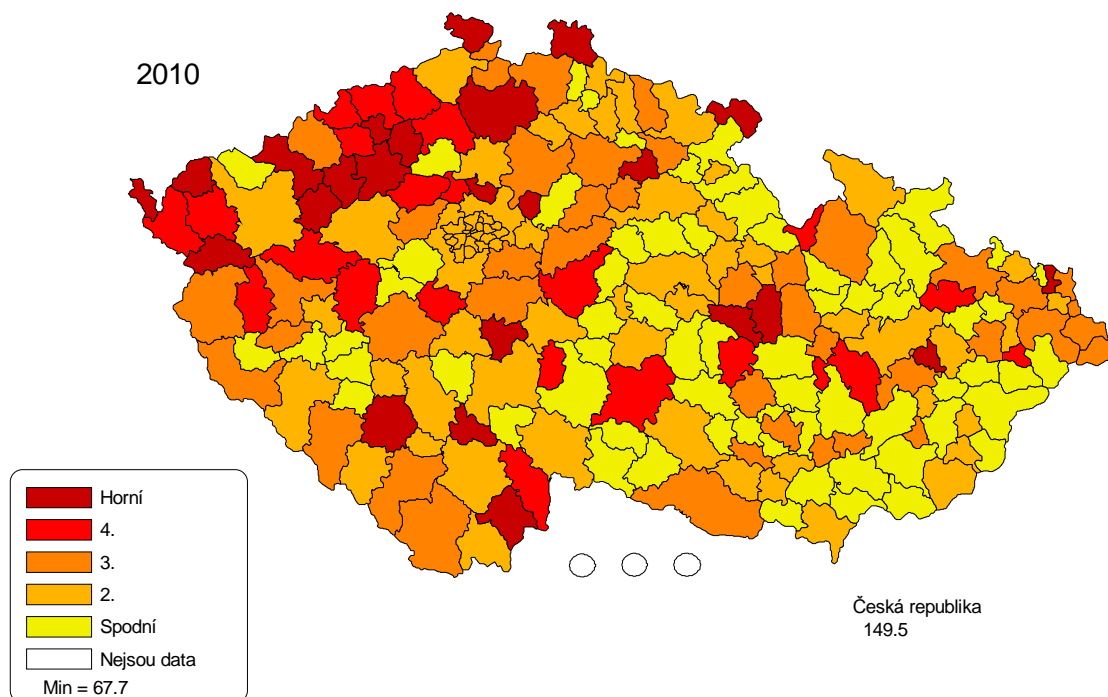 2010
Horní
4.
3.
2.
Spodní
Nejsou data
Min = 67.7
Česká republika
149.5